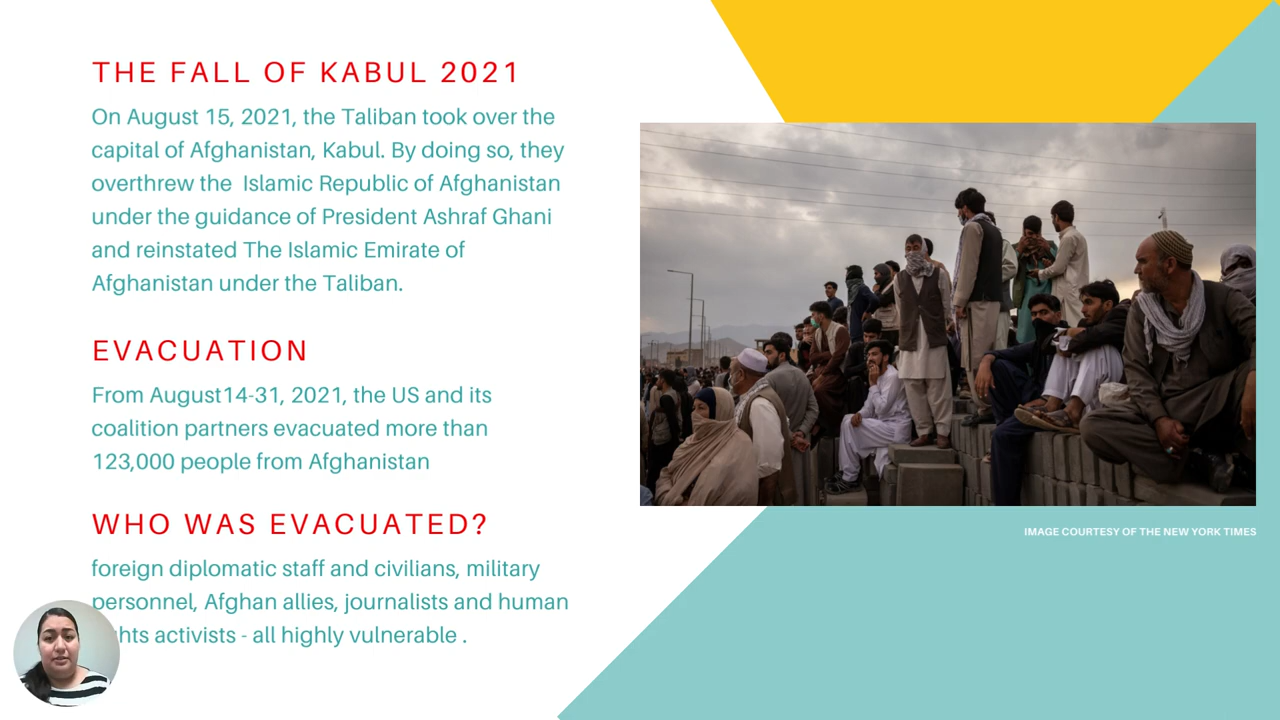 THE FALL OF KABUL 2021
On August 15, 2021, the Taliban took over the
capital of Afghanistan, Kabul. By doing so, they
overthrew the  Islamic Republic of Afghanistan
under the guidance of President Ashraf Ghani
and reinstated The Islamic Emirate of
Afghanistan under the Taliban.
EVACUATION
From August14-31, 2021, the US and its
coalition partners evacuated more than
123,000 people from Afghanistan
WHO WAS EVACUATED?
foreign diplomatic staff and civilians, military
personnel, Afghan allies, journalists and human
hts activists - all highly vulnerable .
IMAGE COURTESY OF THE NEW YORK TIMES